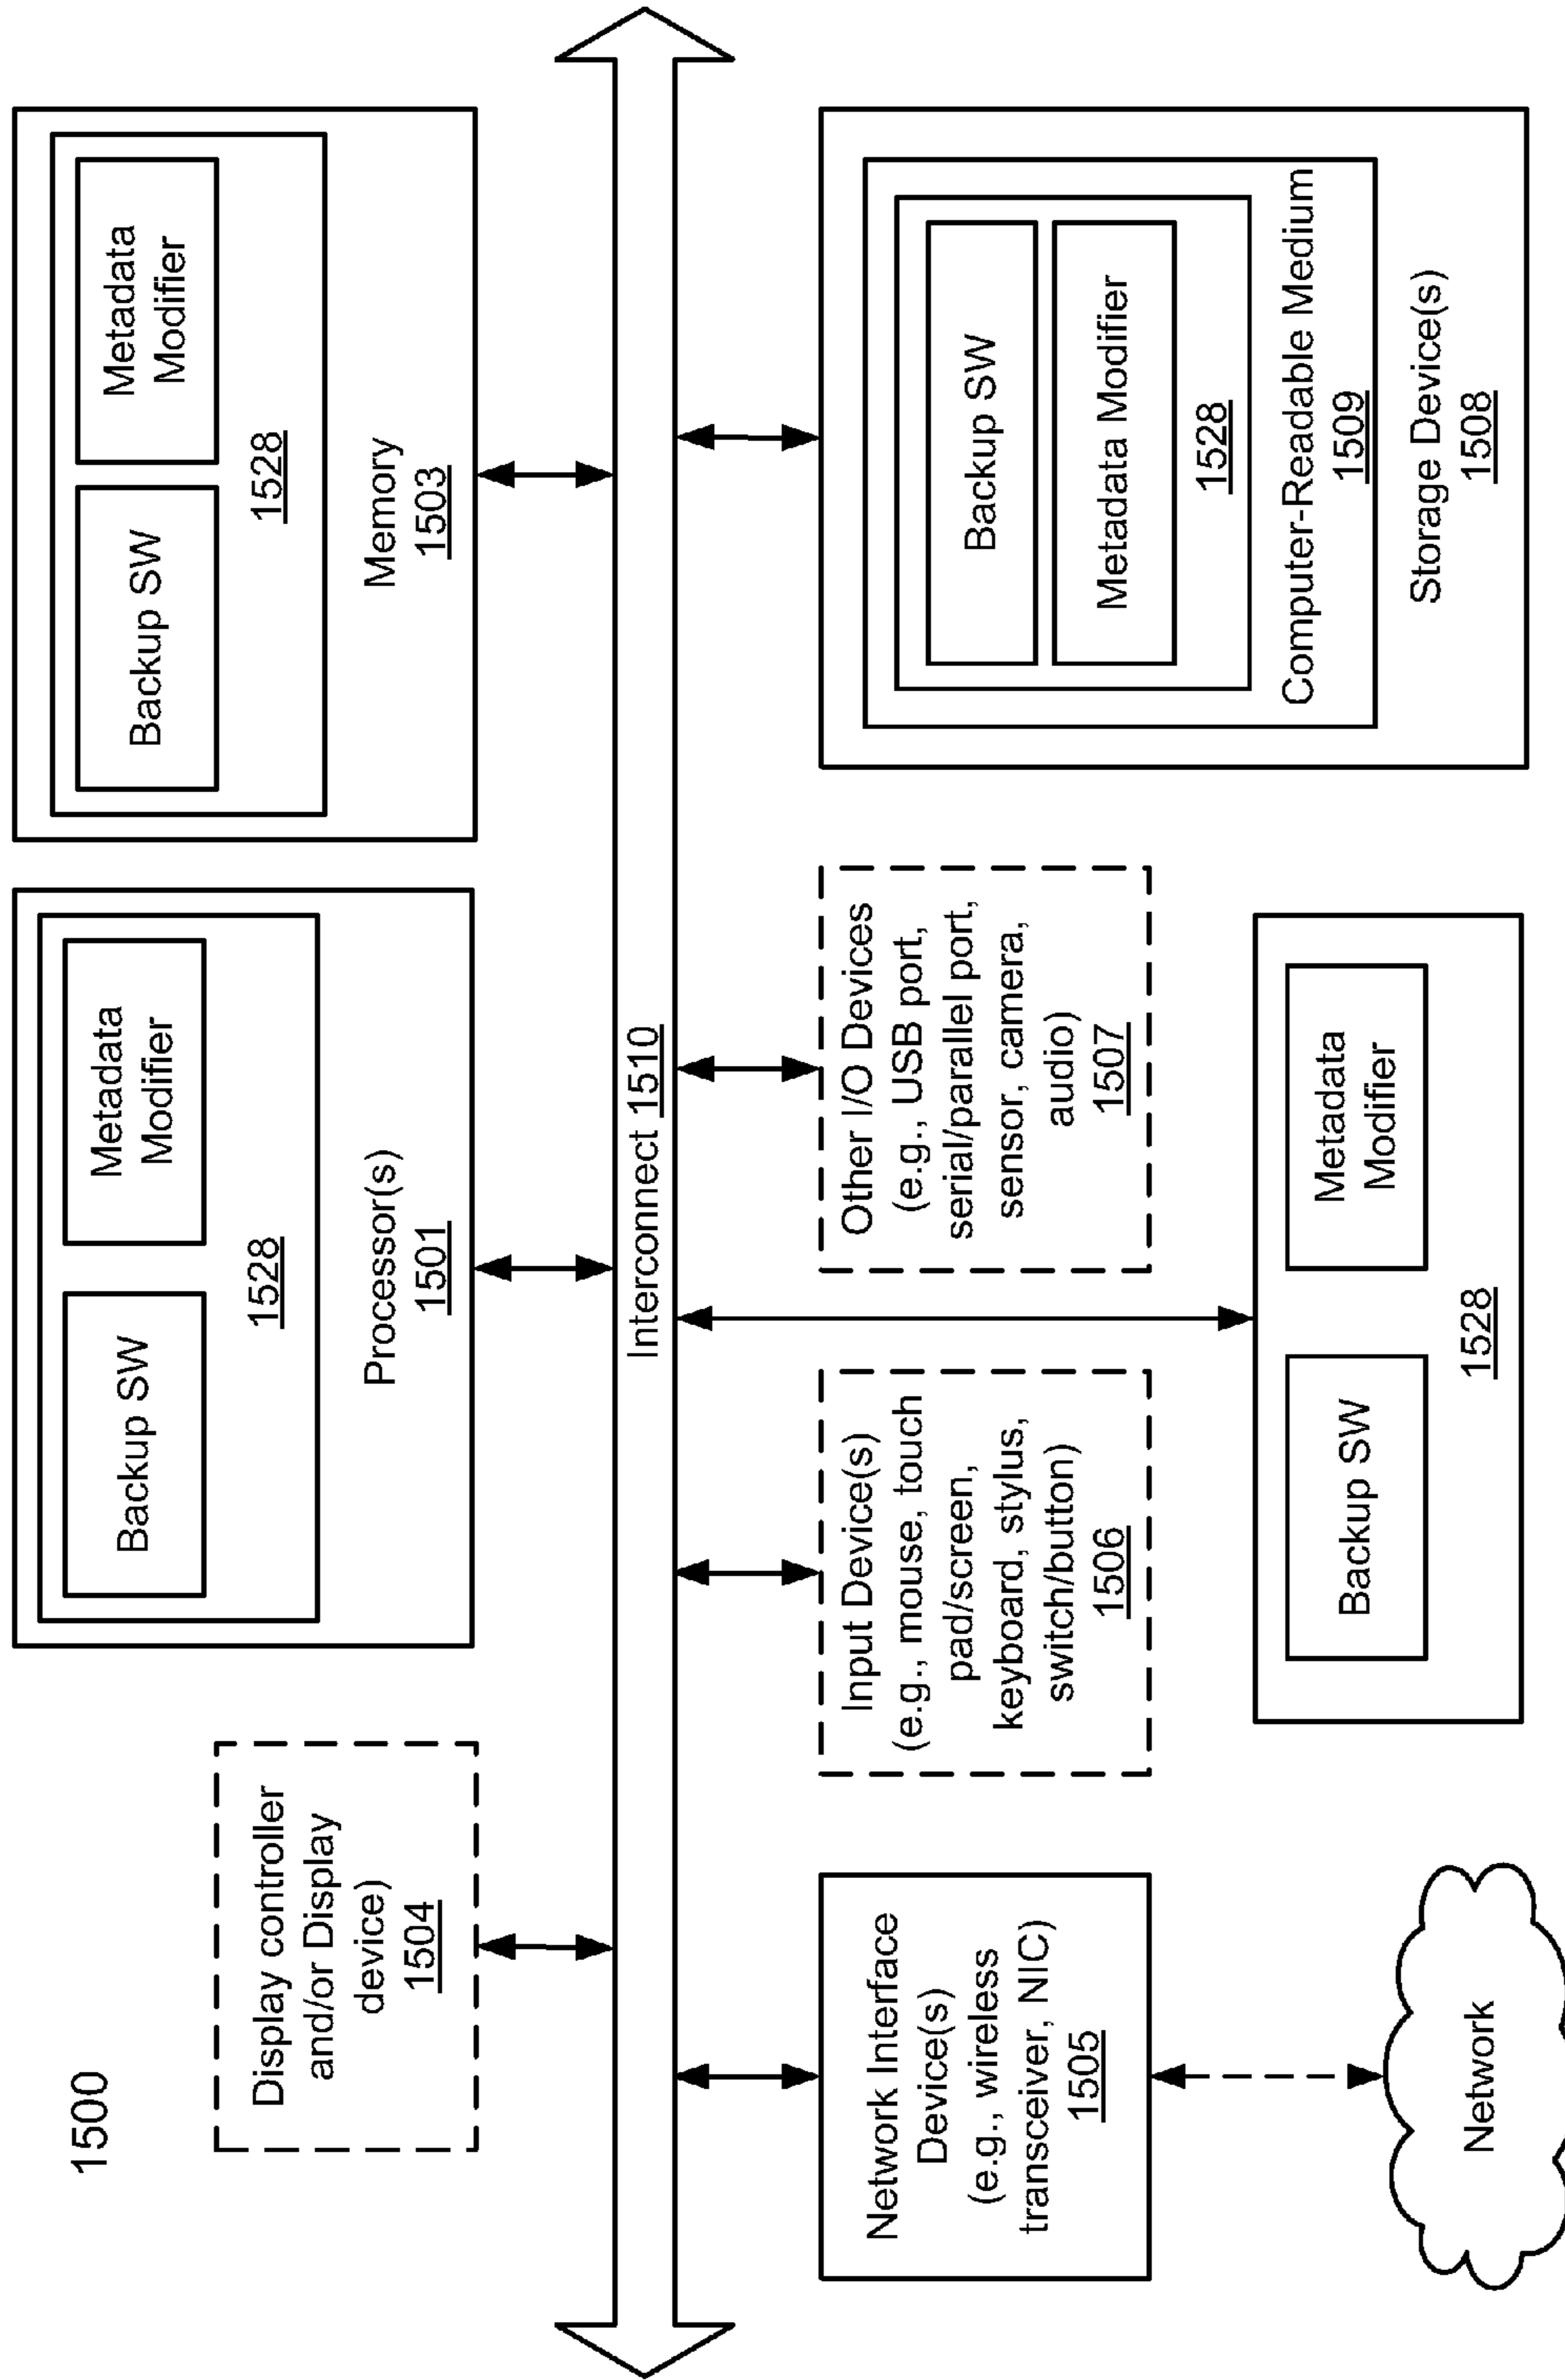 1500
Display controller
and/or Display
device)
1504
Backup SW
Metadata
Modifier
1528
Processor(s)
1501
Backup SW
Metadata
Modifier
1528
Memory
1503
Interconnect 1510
Network Interface
Device(s)
(e.g., wireless
transceiver, NIC)
1505
Input Device(s)
(e.g., mouse, touch
pad/screen,
keyboard, stylus,
switch/button)
1506
Other I/O Devices
(e.g., USB port,
serial/parallel port,
sensor, camera,
audio)
1507
Backup SW
Metadata Modifier
1528
Computer-Readable Medium
1509
Storage Device(s)
1508
Network
Backup SW
Metadata
Modifier
1528